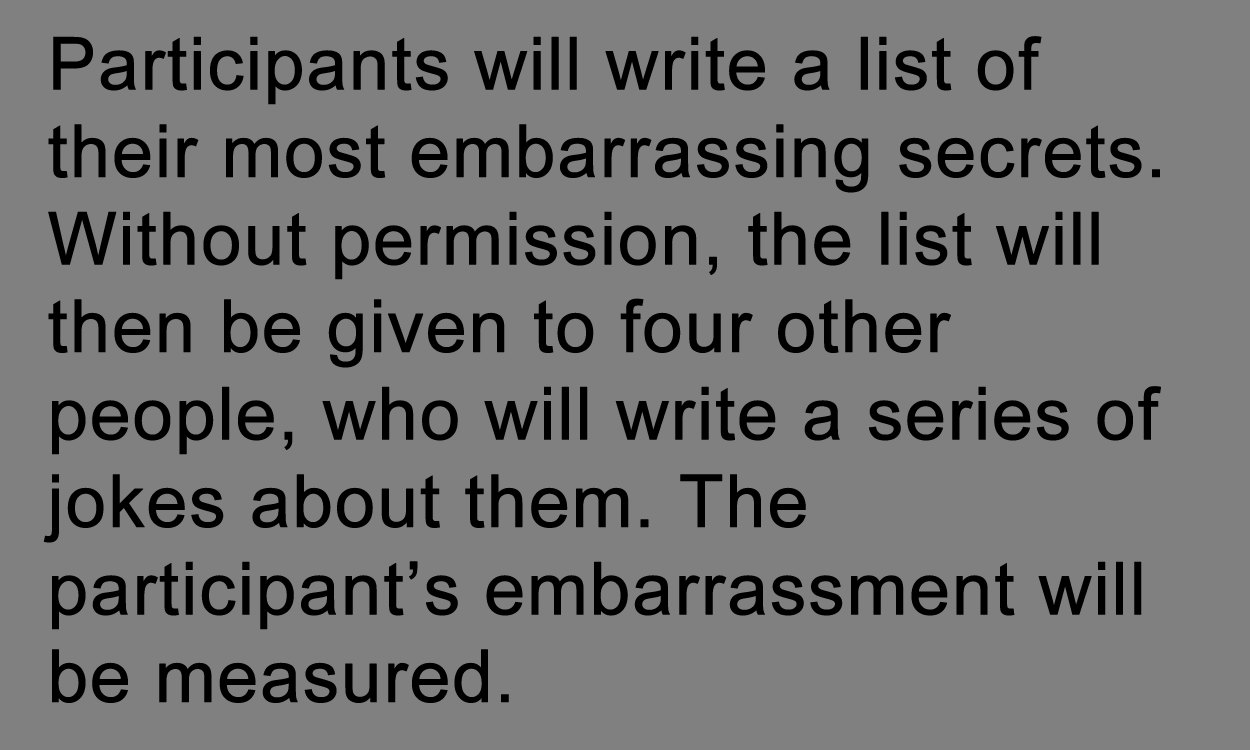 Participants will write a list of
their most embarrassing secrets.
Without permission, the list will
then be given to four other
people, who will write a series of
jokes about them. The
participant’s embarrassment will
be measured.